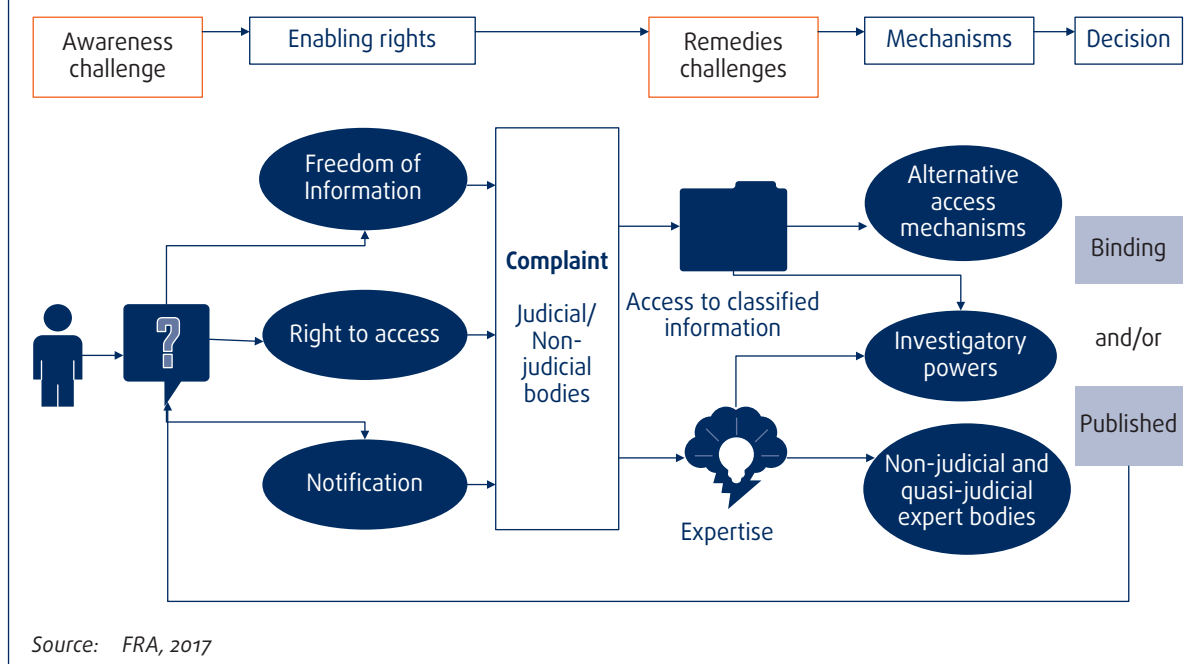 Awareness
challenge
Enabling rights
Remedies
challenges
Mechanisms
Decision
Freedom of
Information
Right to access
Notification
?
Complaint
Judicial/
Non-
judicial
bodies
Access to classified
information
Expertise
Alternative
access
mechanisms
Investigatory
powers
Non-judicial and
quasi-judicial
expert bodies
Binding
and/or
Published
Source: FRA, 2017